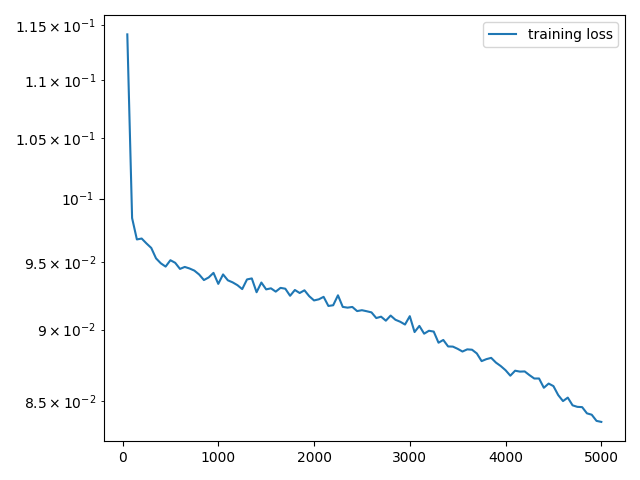 1.15 × 10⁻¹
1.1 × 10⁻¹
1.05 × 10⁻¹
10⁻¹
9.5 × 10⁻²
9 × 10⁻²
8.5 × 10⁻²
training loss
0 1000 2000 3000 4000 5000